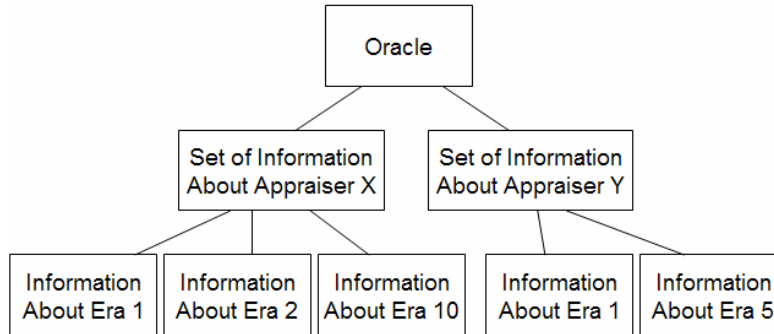 Oracle
Set of Information
About Appraiser X
Set of Information
About Appraiser Y
Information
About Era 1
Information
About Era 2
Information
About Era 10
Information
About Era 1
Information
About Era 5